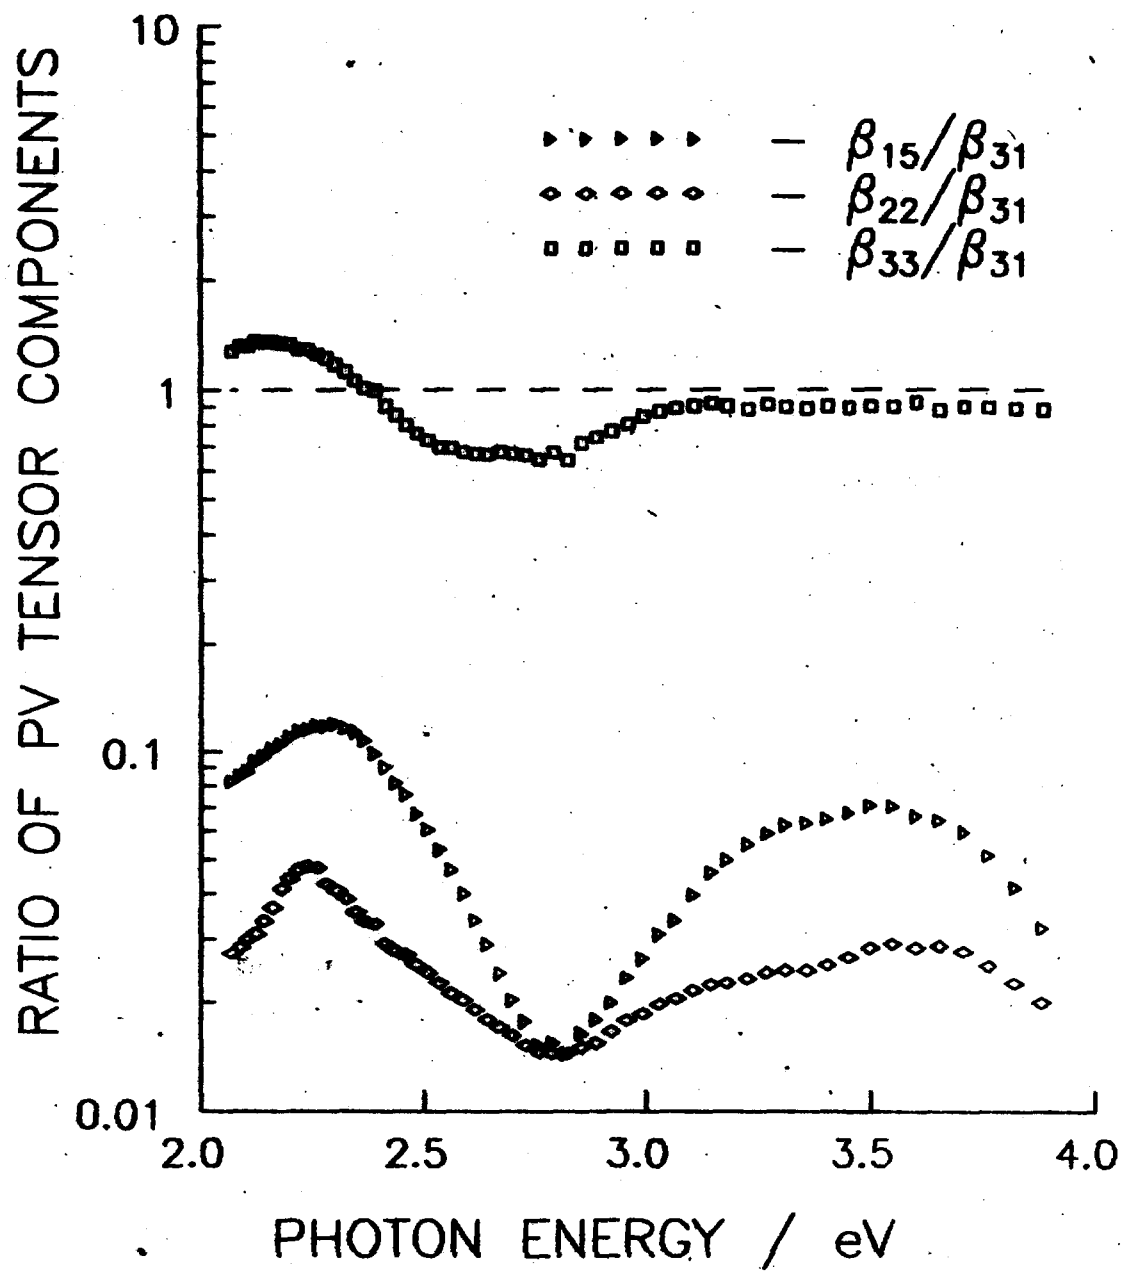 RATIO OF PV TENSOR COMPONENTS
10
1
0.1
0.01
— β15/β31
— β22/β31
— β33/β31
2.0 2.5 3.0 3.5 4.0
PHOTON ENERGY / eV